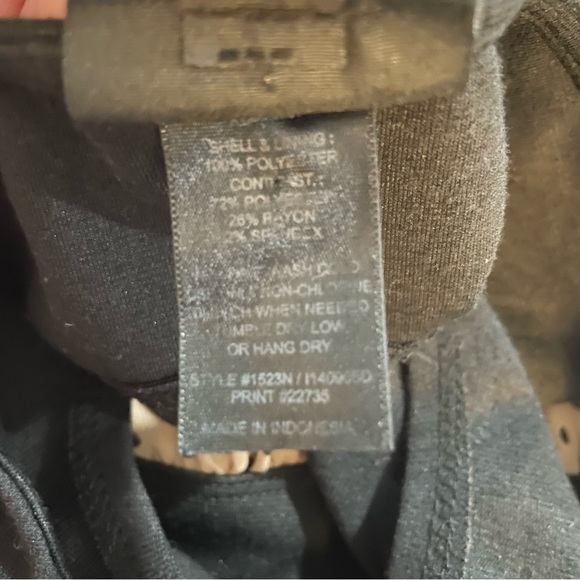 SHELL & LINING:
100% POLYESTER
CONTRAST:
72% POLYESTER
26% RAYON
SPANDEX
WASH COLD
NON-CHLORINE
BLEACH WHEN NEEDED
TUMBLE DRY LOW
OR HANG DRY
STYLE #1523N /
PRINT #22735
MADE IN INDONESIA